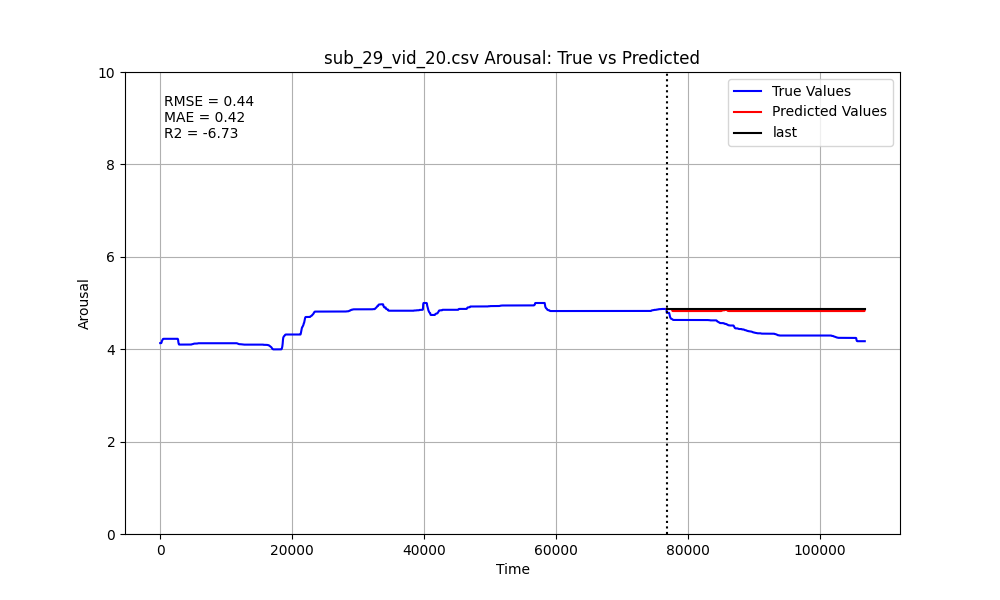 sub_29_vid_20.csv Arousal: True vs Predicted
RMSE = 0.44
MAE = 0.42
R2 = -6.73
True Values
Predicted Values
last
Arousal
10
8
6
4
2
0
0 20000 40000 60000 80000 100000
Time